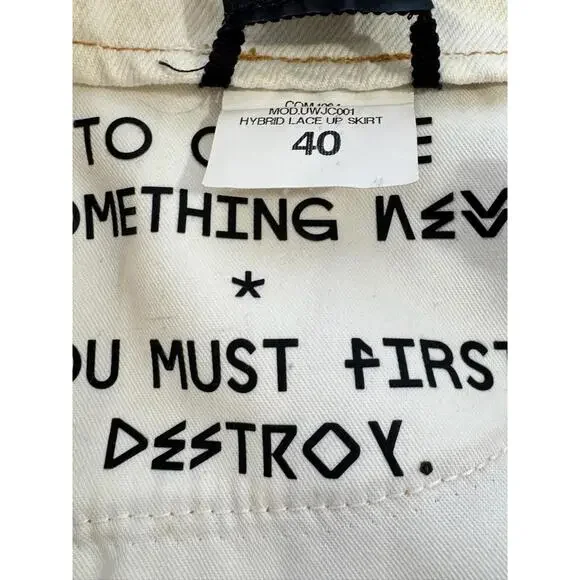 MOD.UWJC001
HYBRID LACE UP SKIRT
40
TO C E
OMETHING NEW
*
OU MUST FIRST
DESTROY.